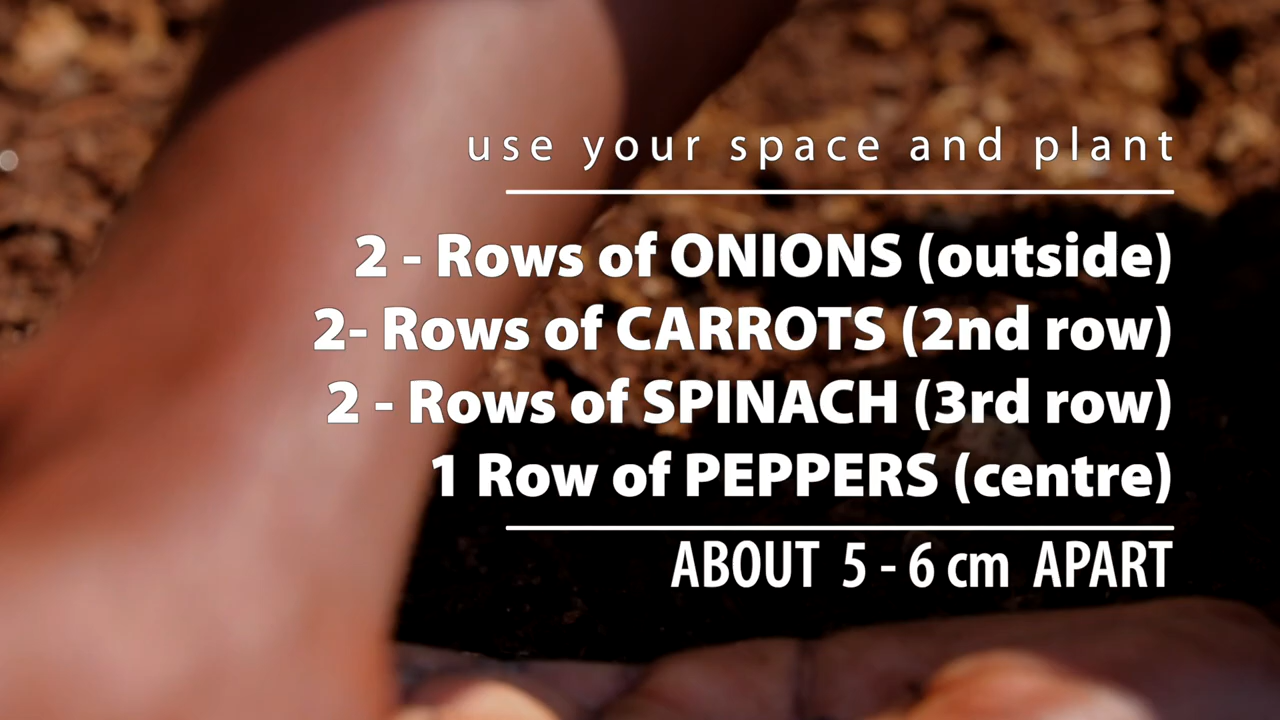 use your space and plant
2 - Rows of ONIONS (outside)
2- Rows of CARROTS (2nd row)
2 - Rows of SPINACH (3rd row)
1 Row of PEPPERS (centre)
ABOUT 5 - 6 cm APART